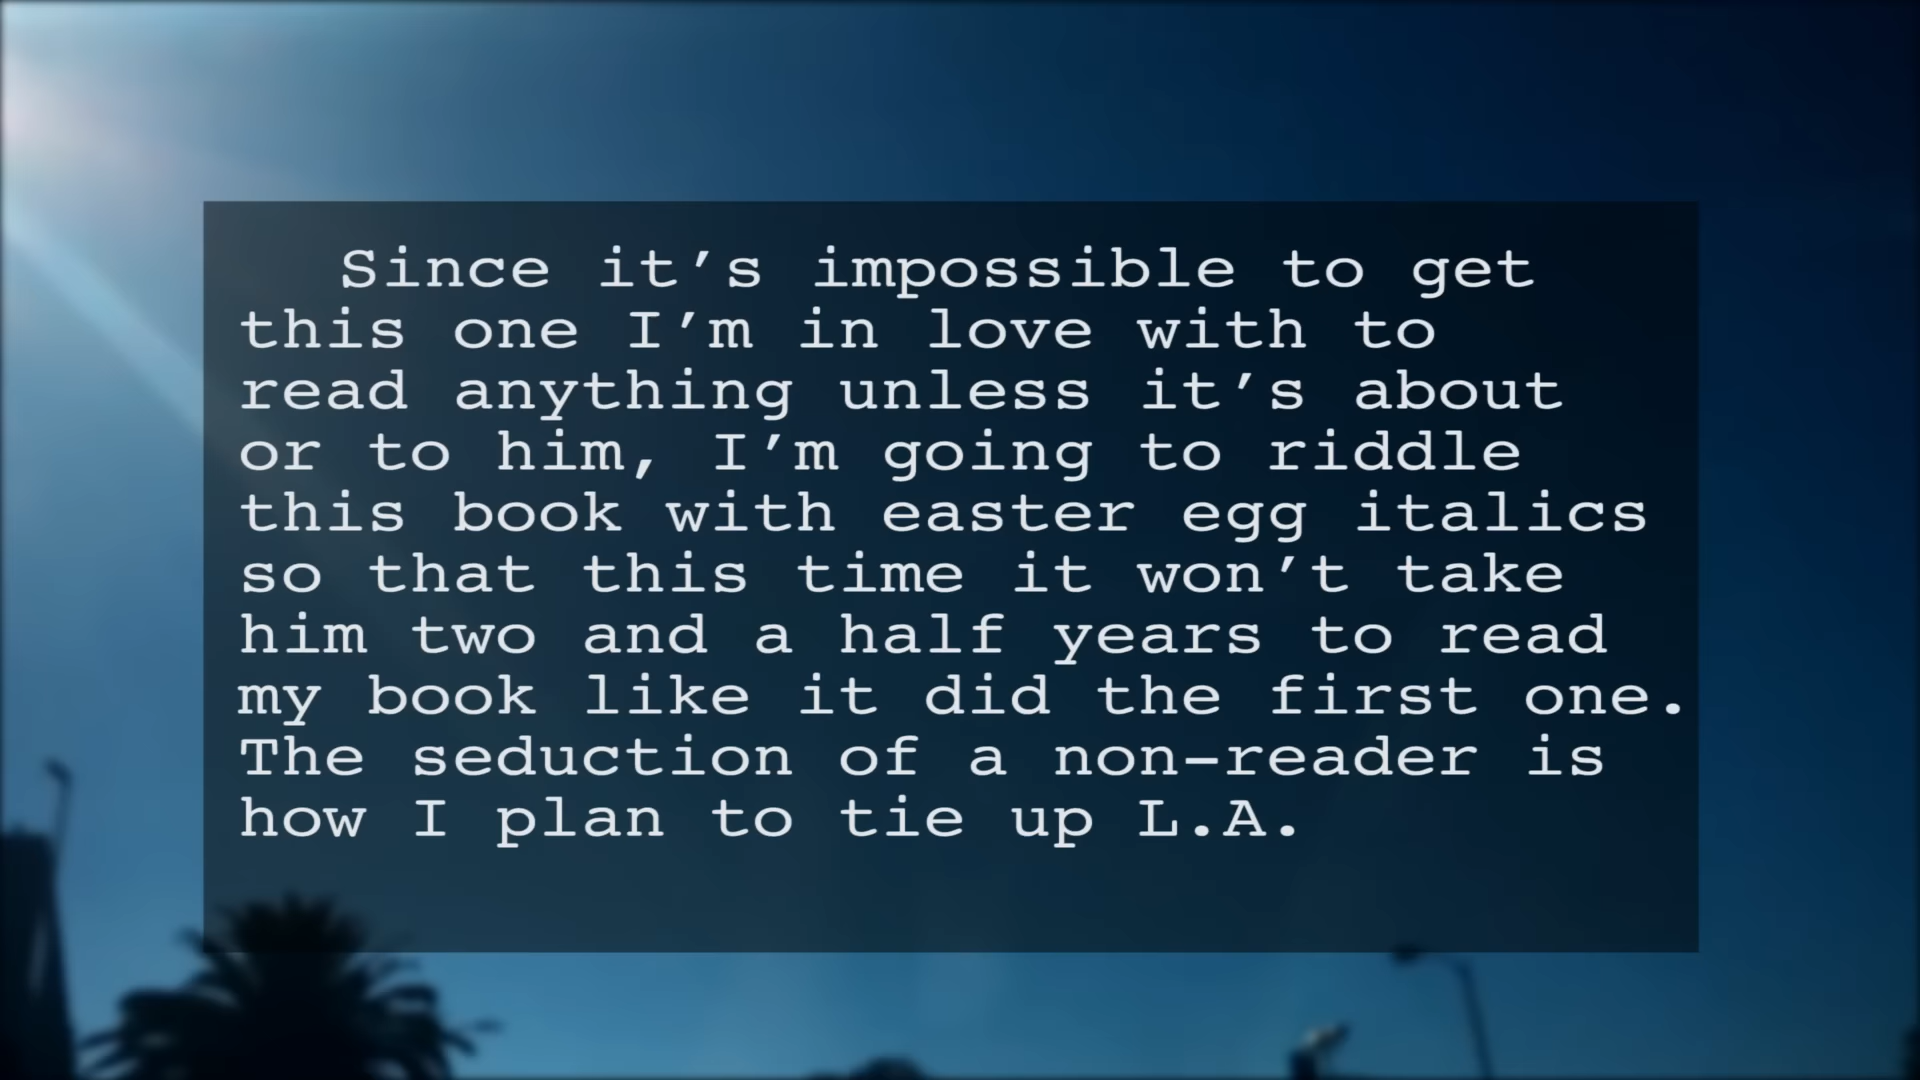 Since it’s impossible to get
this one I’m in love with to
read anything unless it’s about
or to him, I’m going to riddle
this book with easter egg italics
so that this time it won’t take
him two and a half years to read
my book like it did the first one.
The seduction of a non-reader is
how I plan to tie up L.A.